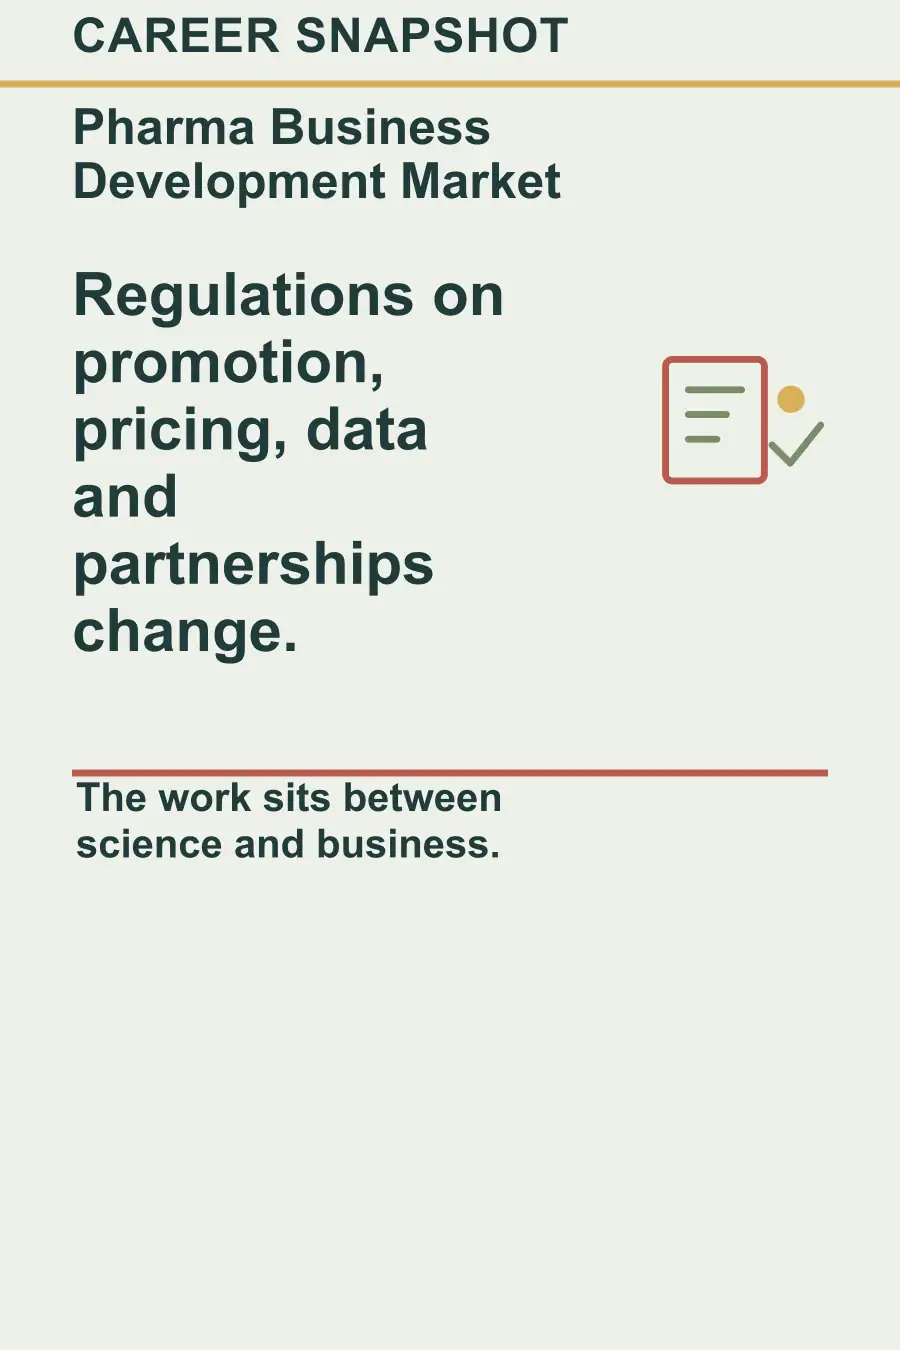 CAREER SNAPSHOT
Pharma Business
Development Market
Regulations on
promotion,
pricing, data
and
partnerships
change.
The work sits between
science and business.